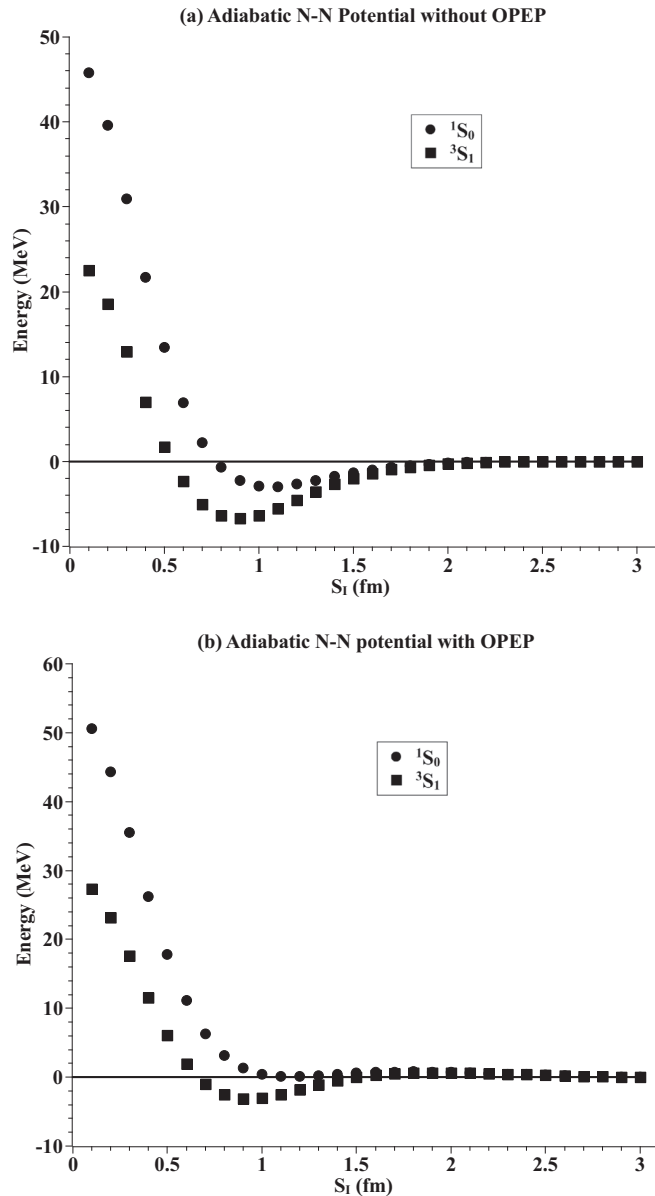 (a) Adiabatic N-N Potential without OPEP
50
40
30
20
10
0
-10
Energy (MeV)
¹S₀
³S₁
0 0.5 1 1.5 2 2.5 3
S_I (fm)
(b) Adiabatic N-N potential with OPEP
60
50
40
30
20
10
0
-10
Energy (MeV)
¹S₀
³S₁
0 0.5 1 1.5 2 2.5 3
S_I (fm)